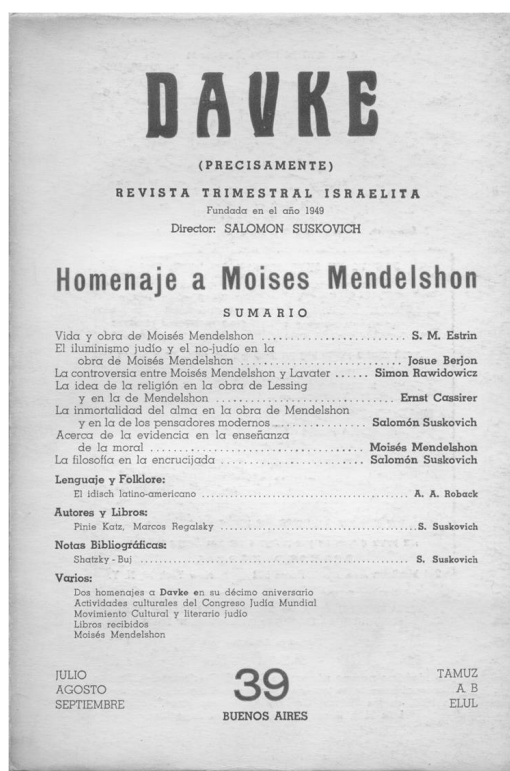 DAVKE
(PRECISAMENTE)
REVISTA TRIMESTRAL ISRAELITA
Fundada en el año 1949
Director: SALOMON SUSKOVICH
Homenaje a Moises Mendelshon
SUMARIO
Vida y obra de Moisés Mendelshon .......................... S. M. Estrin
El iluminismo judío y el no-judío en la
obra de Moisés Mendelshon .......................... Josue Berjon
La controversia entre Moisés Mendelshon y Lavater ...... Simon Rawidowicz
La idea de la religión en la obra de Lessing
y en la de Mendelshon .......................... Ernst Cassirer
La inmortalidad del alma en la obra de Mendelshon
y en la de los pensadores modernos .................. Salomón Suskovich
Acerca de la evidencia en la enseñanza
de la moral .......................... Moisés Mendelshon
La filosofía en la encrucijada .......................... Salomón Suskovich
Lenguaje y Folklore:
El idisch latino-americano .......................... A. A. Roback
Autores y Libros:
Pinie Katz, Marcos Regalsky .......................... S. Suskovich
Notas Bibliográficas:
Shatzky - Buj .......................... S. Suskovich
Varios:
Dos homenajes a Davke en su décimo aniversario
Actividades culturales del Congreso Judía Mundial
Movimiento Cultural y literario judío
Libros recibidos
Moisés Mendelshon
JULIO
AGOSTO
SEPTIEMBRE
39
BUENOS AIRES
TAMUZ
A B
ELUL